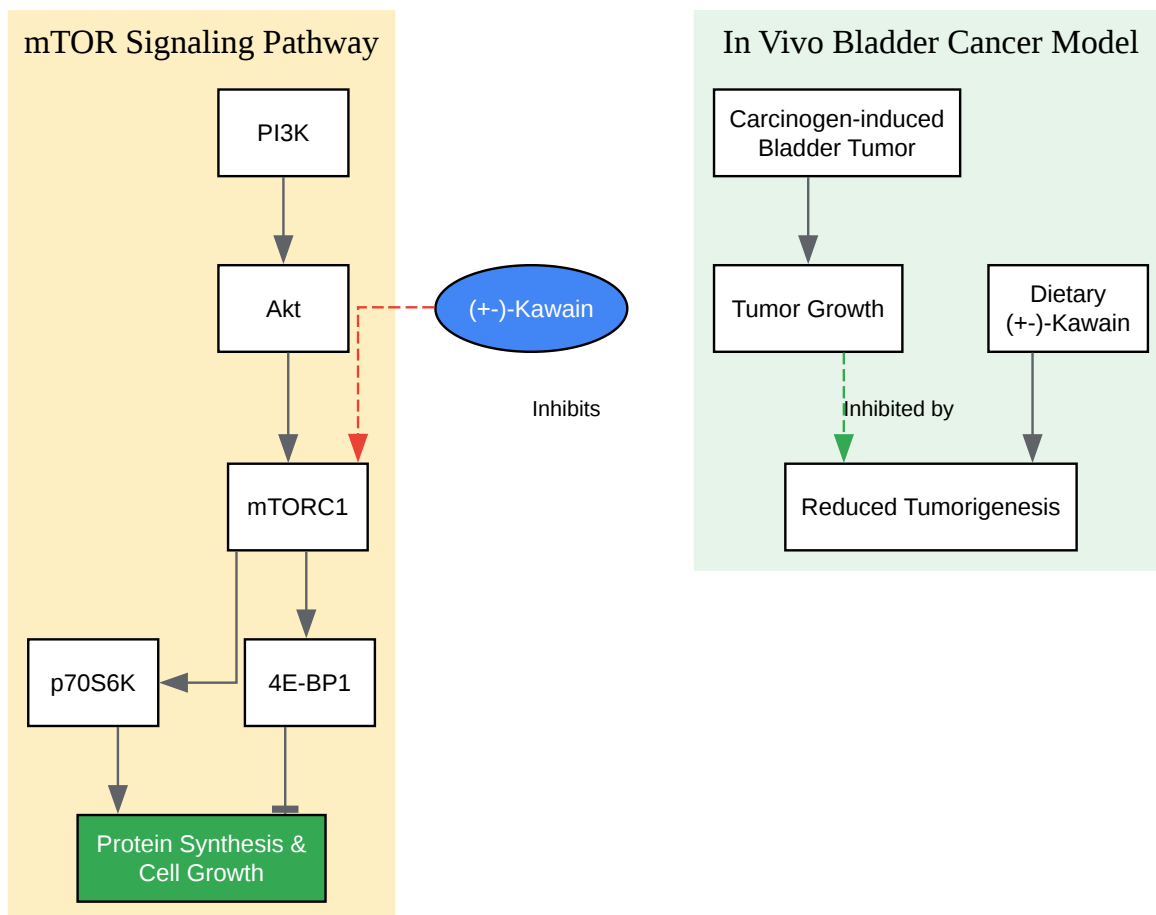 mTOR Signaling Pathway
PI3K
Akt
(+-)-Kawain
Inhibits
mTORC1
p70S6K
4E-BP1
Protein Synthesis &
Cell Growth
In Vivo Bladder Cancer Model
Carcinogen-induced
Bladder Tumor
Tumor Growth
Dietary
(+-)-Kawain
Inhibited by
Reduced Tumorigenesis